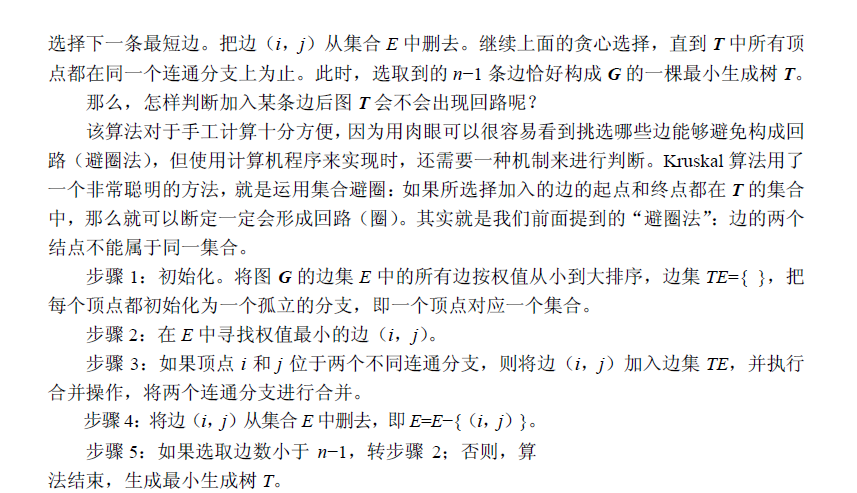 选择下一条最短边。把边（i，j）从集合 E 中删去。继续上面的贪心选择，直到 T 中所有顶
点都在同一个连通分支上为止。此时，选取到的 n−1 条边恰好构成 G 的一棵最小生成树 T。
那么，怎样判断加入某条边后图 T 会不会出现回路呢？
该算法对于手工计算十分方便，因为用肉眼可以很容易看到挑选哪些边能够避免构成回
路（避圈法），但使用计算机程序来实现时，还需要一种机制来进行判断。Kruskal 算法用了
一个非常聪明的方法，就是运用集合避圈：如果所选择加入的边的起点和终点都在 T 的集合
中，那么就可以断定一定会形成回路（圈）。其实就是我们前面提到的“避圈法”：边的两个
结点不能属于同一集合。
步骤 1：初始化。将图 G 的边集 E 中的所有边按权值从小到大排序，边集 TE={ }，把
每个顶点都初始化为一个孤立的分支，即一个顶点对应一个集合。
步骤 2：在 E 中寻找权值最小的边（i，j）。
步骤 3：如果顶点 i 和 j 位于两个不同连通分支，则将边（i，j）加入边集 TE，并执行
合并操作，将两个连通分支进行合并。
步骤 4：将边（i，j）从集合 E 中删去，即 E=E−{（i，j）}。
步骤 5：如果选取边数小于 n−1，转步骤 2；否则，算
法结束，生成最小生成树 T。